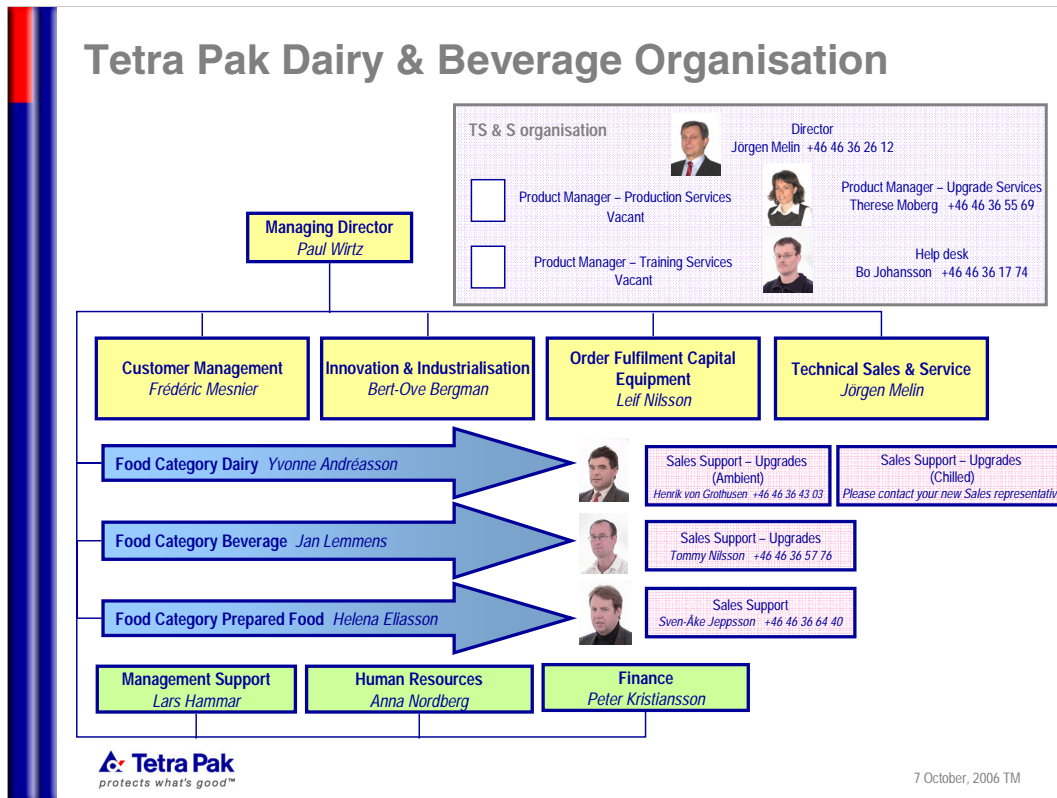 Tetra Pak Dairy & Beverage Organisation
TS & S organisation
Director
Jörgen Melin +46 46 36 26 12
Product Manager – Production Services
Vacant
Product Manager – Upgrade Services
Therese Moberg +46 46 36 55 69
Product Manager – Training Services
Vacant
Help desk
Bo Johansson +46 46 36 17 74
Managing Director
Paul Wirtz
Customer Management
Frédéric Mesnier
Innovation & Industrialisation
Bert-Ove Bergman
Order Fulfilment Capital
Equipment
Leif Nilsson
Technical Sales & Service
Jörgen Melin
Food Category Dairy Yvonne Andréasson
Sales Support – Upgrades
(Ambient)
Henrik von Grothusen +46 46 36 43 03
Sales Support – Upgrades
(Chilled)
Please contact your new Sales representativ
Food Category Beverage Jan Lemmens
Sales Support – Upgrades
Tommy Nilsson +46 46 36 57 76
Food Category Prepared Food Helena Eliasson
Sales Support
Sven-Åke Jeppsson +46 46 36 64 40
Management Support
Lars Hammar
Human Resources
Anna Nordberg
Finance
Peter Kristiansson
Tetra Pak
protects what's good™
7 October, 2006 TM